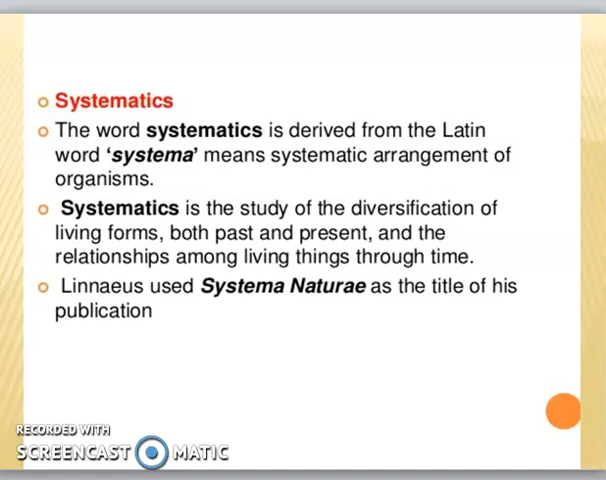 Systematics
The word systematics is derived from the Latin
word ‘systema’ means systematic arrangement of
organisms.
Systematics is the study of the diversification of
living forms, both past and present, and the
relationships among living things through time.
Linnaeus used Systema Naturae as the title of his
publication
RECORDED WITH
SCREENCAST MATIC